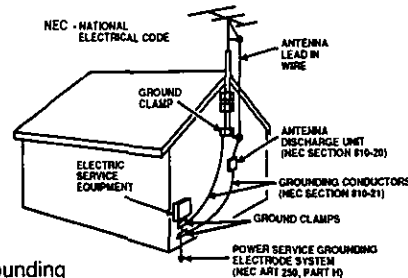 NEC - NATIONAL
ELECTRICAL CODE
ANTENNA
LEAD IN
WIRE
GROUND
CLAMP
ANTENNA
DISCHARGE UNIT
(NEC SECTION 810-20)
ELECTRIC
SERVICE
EQUIPMENT
GROUNDING CONDUCTORS
(NEC SECTION 810-21)
GROUND CLAMPS
POWER SERVICE GROUNDING
ELECTRODE SYSTEM
(NEC ART 250, PART H)
unding